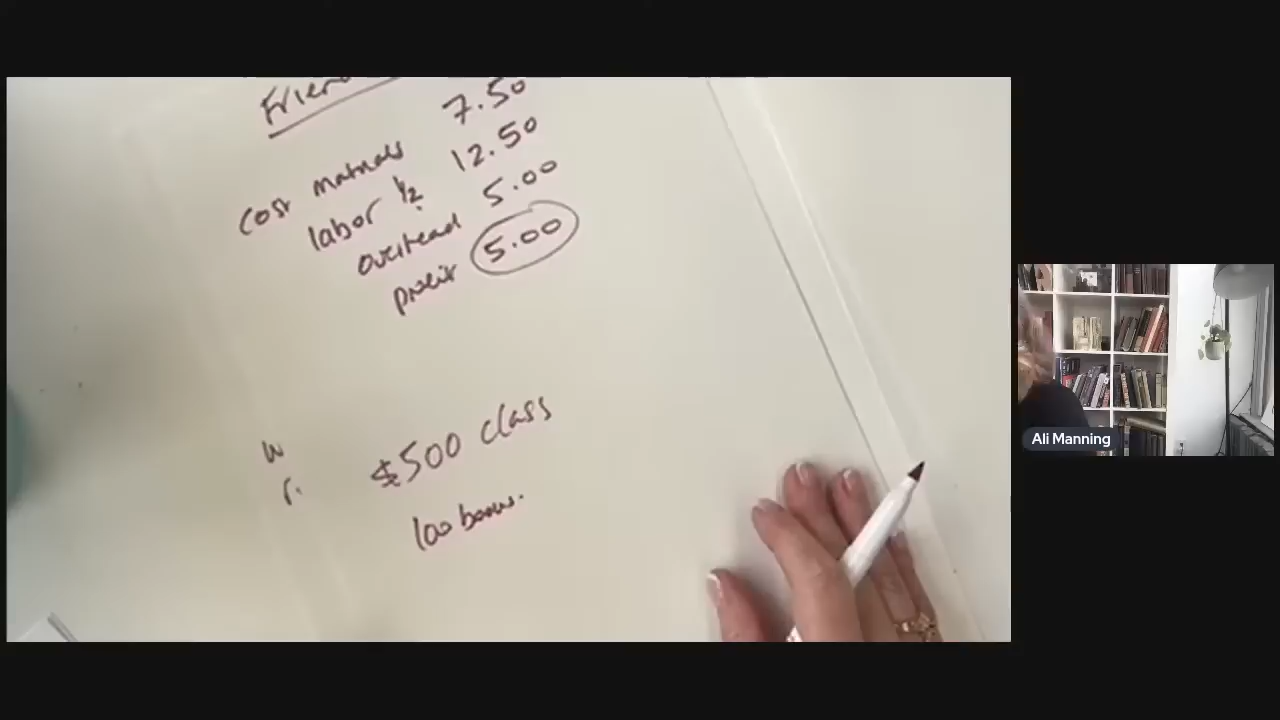 cost materials 7.50
labor 1/2 12.50
overhead 5.00
profit 5.00
$500 class
100
Ali Manning